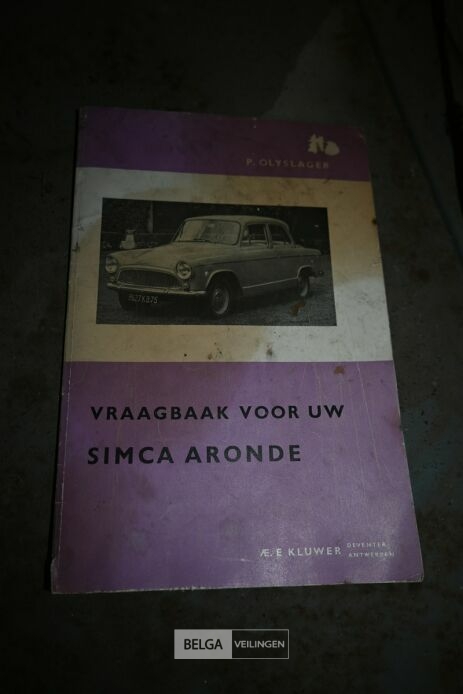 P. OLYSLAGER
VRAAGBAAK VOOR UW
SIMCA ARONDE
Æ. E KLUWER
DEVENTER
ANTWERPEN
BELGA VEILINGEN